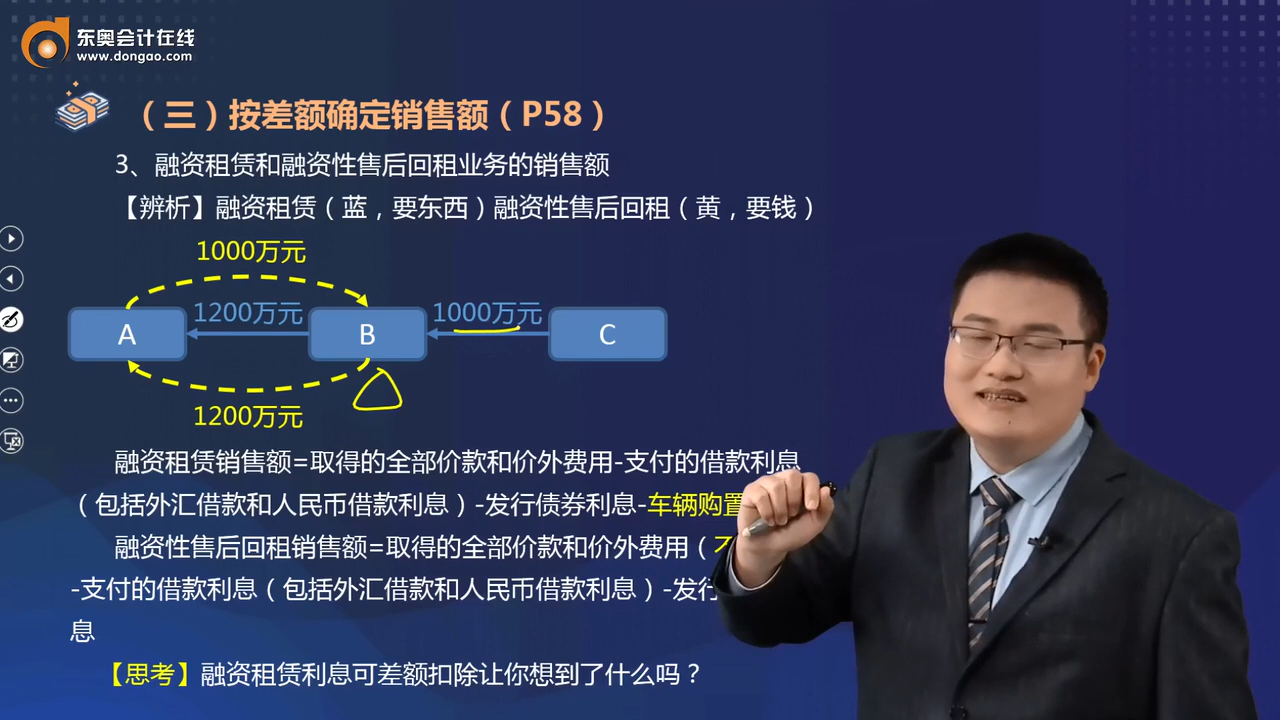 东奥会计在线
www.dongao.com
（三）按差额确定销售额（P58）
3、融资租赁和融资性售后回租业务的销售额
【辨析】融资租赁（蓝，要东西）融资性售后回租（黄，要钱）
1000万元
1200万元
1000万元
A
B
C
1200万元
融资租赁销售额=取得的全部价款和价外费用-支付的借款利息
（包括外汇借款和人民币借款利息）-发行债券利息-车辆购置
融资性售后回租销售额=取得的全部价款和价外费用（不
-支付的借款利息（包括外汇借款和人民币借款利息）-发行
息
【思考】融资租赁利息可差额扣除让你想到了什么吗？